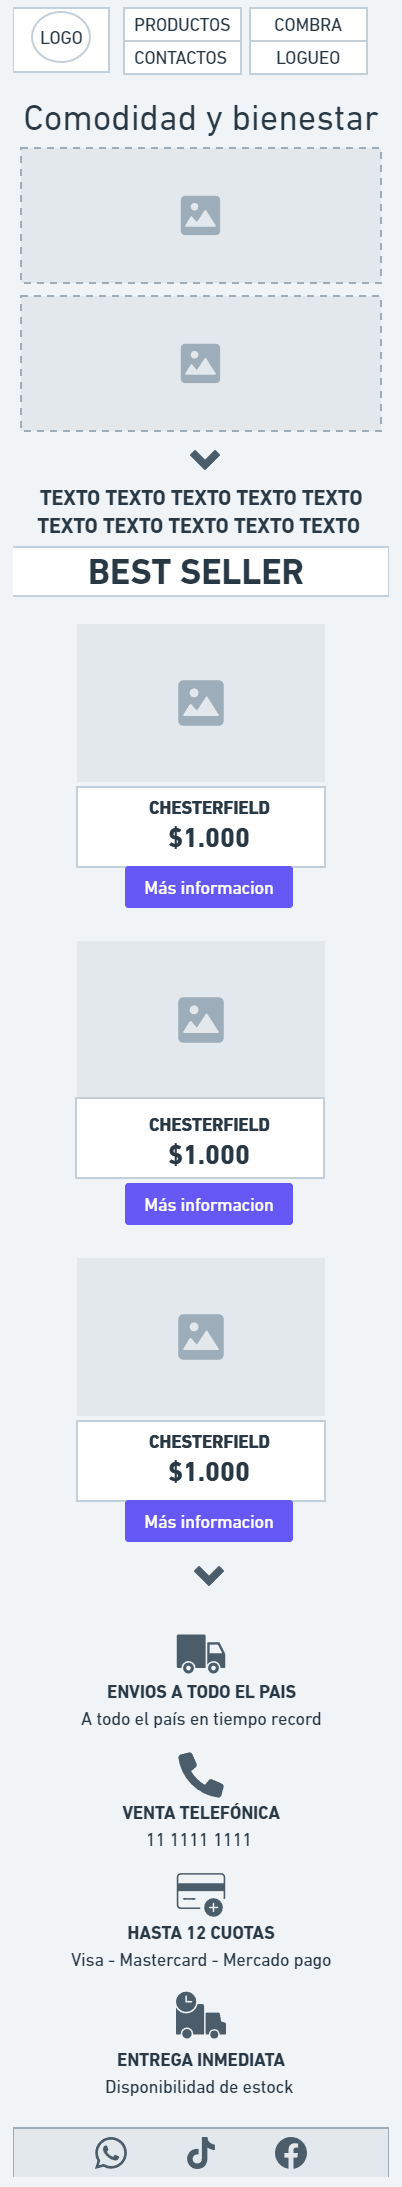 LOGO
PRODUCTOS
COMBRA
CONTACTOS
LOGUEO
Comodidad y bienestar
TEXTO TEXTO TEXTO TEXTO TEXTO
TEXTO TEXTO TEXTO TEXTO TEXTO
BEST SELLER
CHESTERFIELD
$1.000
Más informacion
CHESTERFIELD
$1.000
Más informacion
CHESTERFIELD
$1.000
Más informacion
ENVIOS A TODO EL PAIS
A todo el país en tiempo record
VENTA TELEFÓNICA
11 1111 1111
HASTA 12 CUOTAS
Visa - Mastercard - Mercado pago
ENTREGA INMEDIATA
Disponibilidad de estock